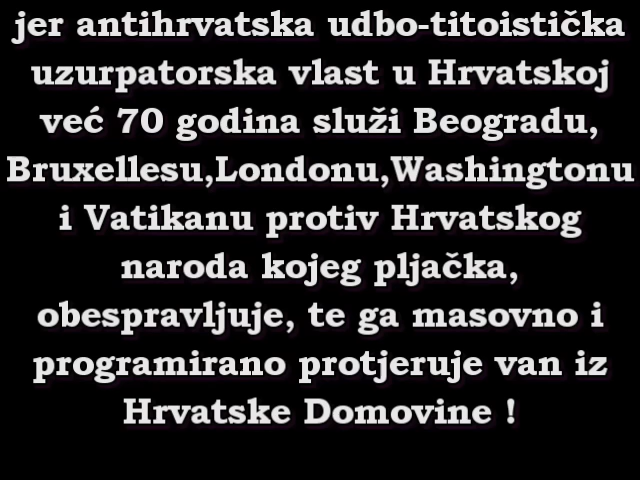 jer antihrvatska udbo-titoistička
uzurpatorska vlast u Hrvatskoj
već 70 godina služi Beogradu,
Bruxellesu,Londonu,Washingtonu
i Vatikanu protiv Hrvatskog
naroda kojeg pljačka,
obespravljuje, te ga masovno i
programirano protjeruje van iz
Hrvatske Domovine !